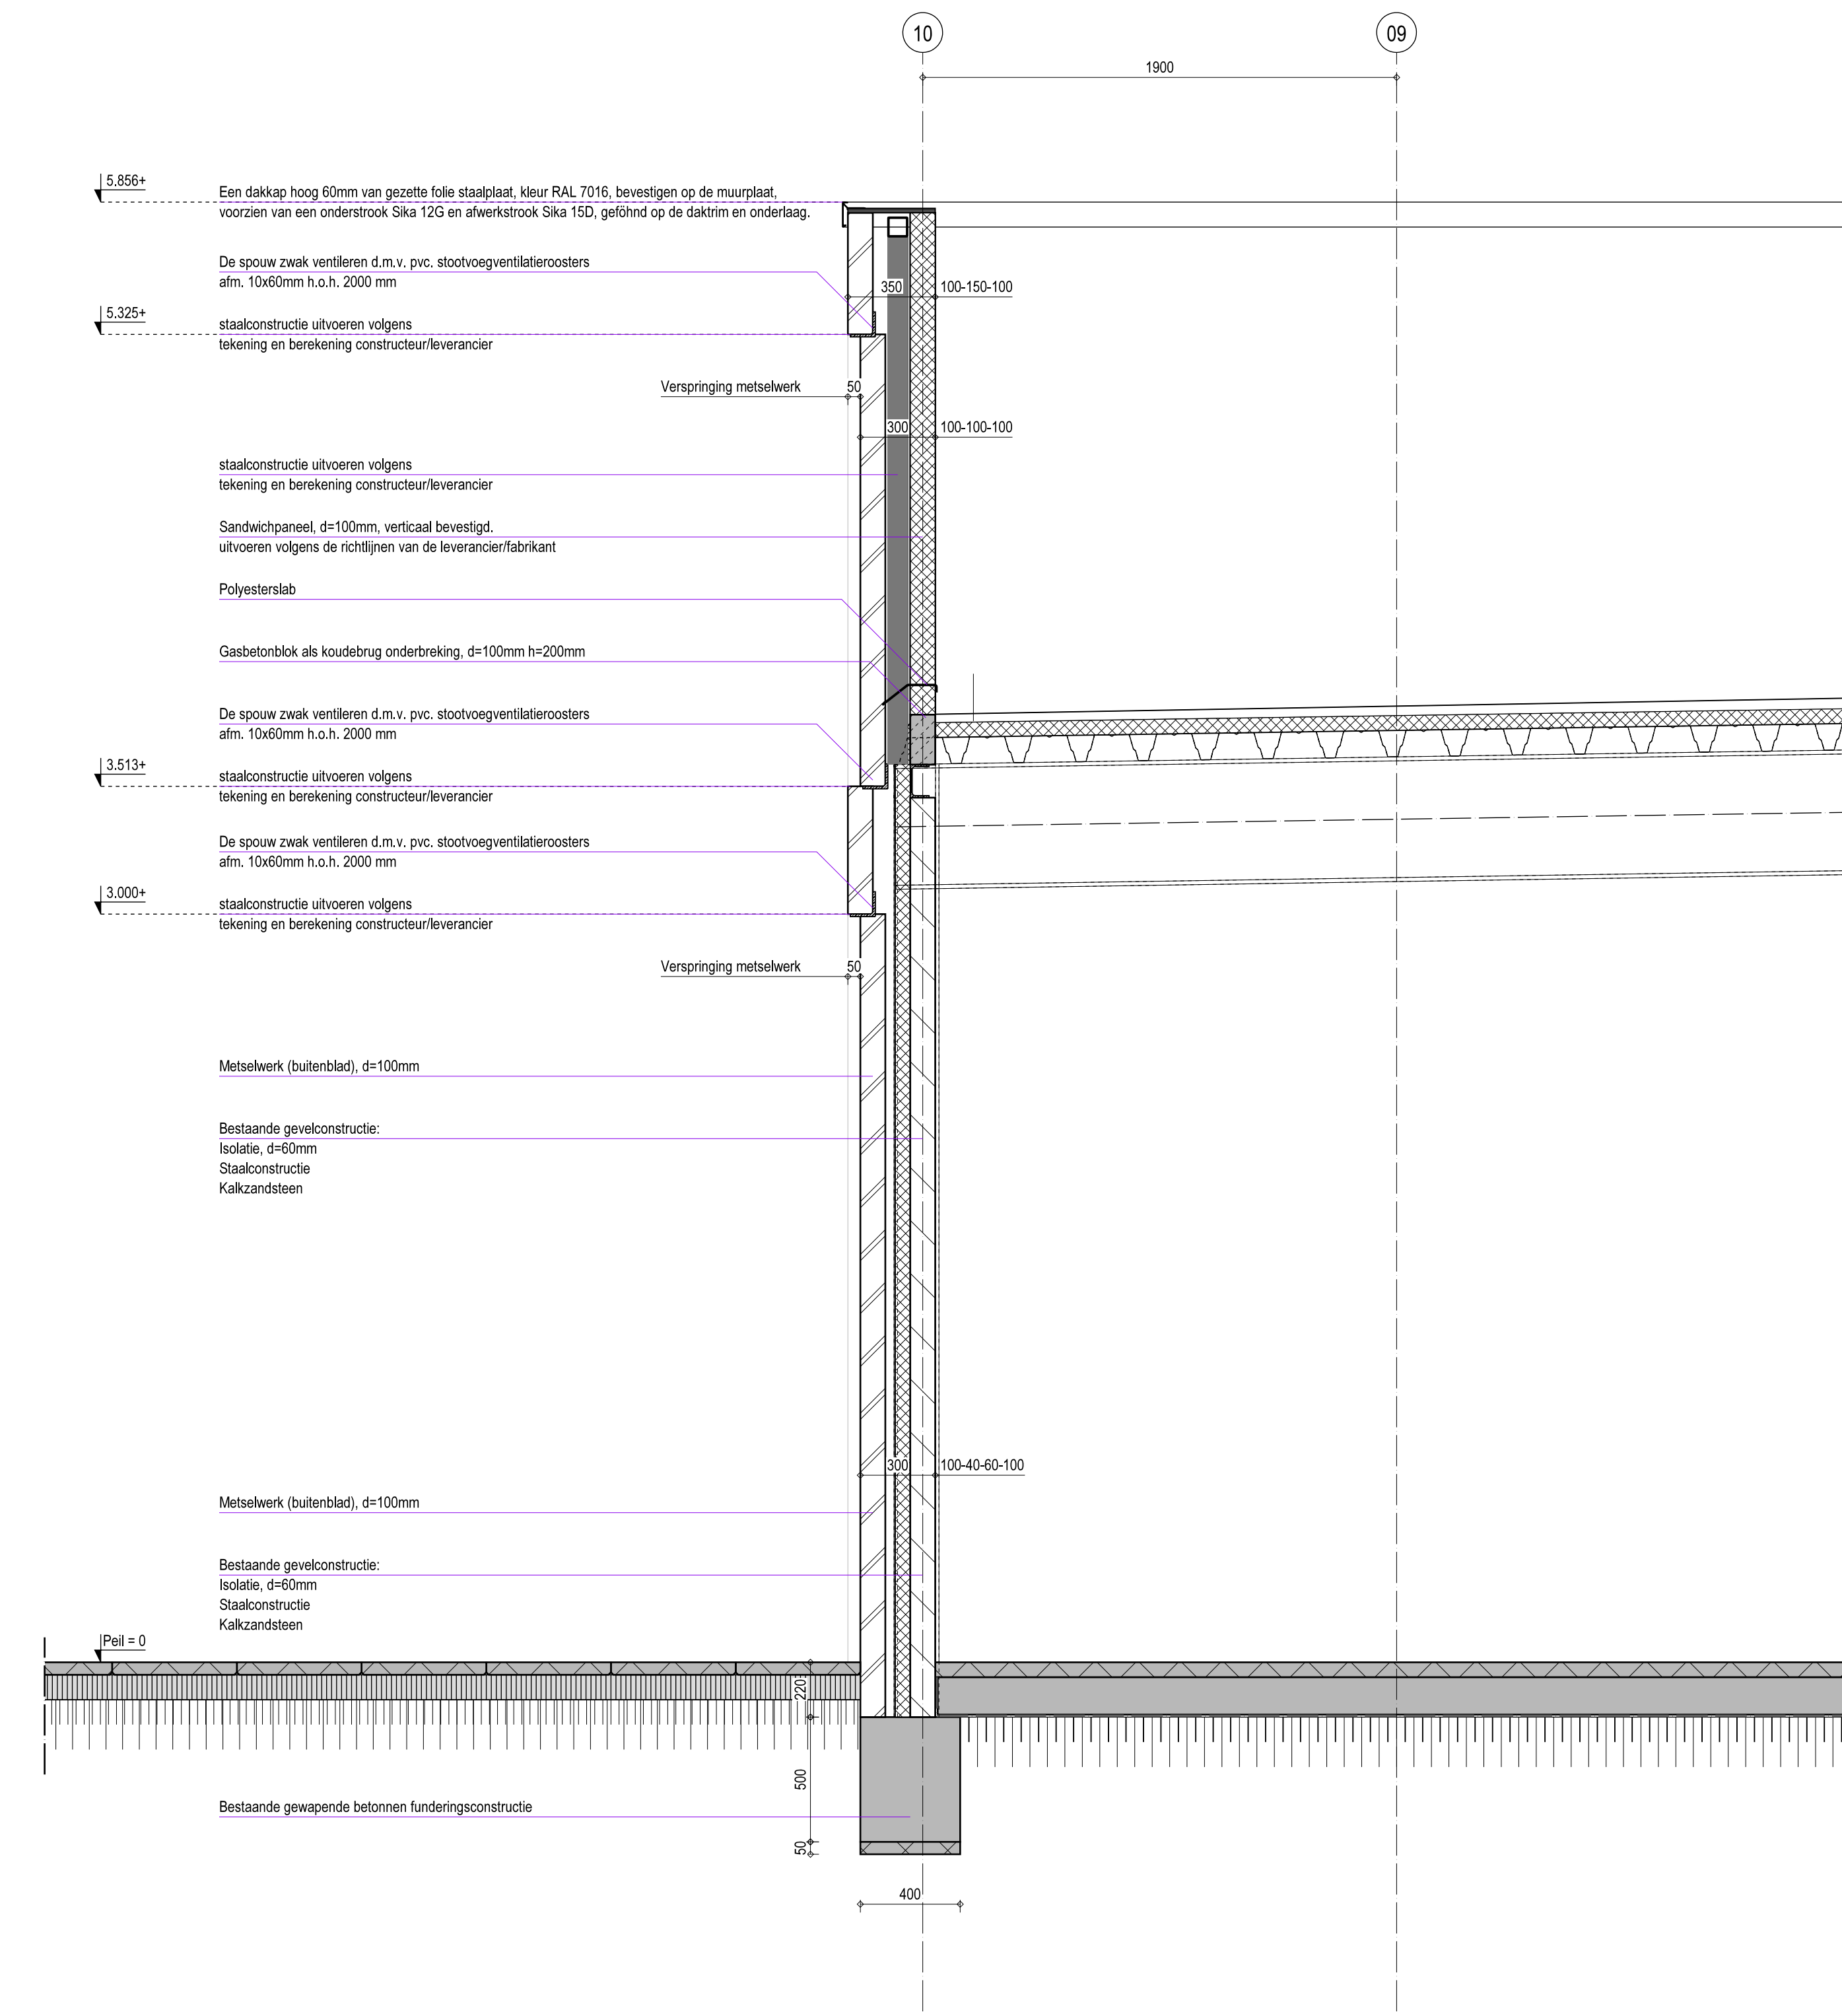 10
09
1900
5.856+
Een dakkap hoog 60mm van gezette folie staalplaat, kleur RAL 7016, bevestigen op de muurplaat,
voorzien van een onderstrook Sika 12G en afwerkstrook Sika 15D, geföhnd op de daktrim en onderlaag.
De spouw zwak ventileren d.m.v. pvc. stootvoegventilatieroosters
afm. 10x60mm h.o.h. 2000 mm
350
100-150-100
5.325+
staalconstructie uitvoeren volgens
tekening en berekening constructeur/leverancier
Verspringing metselwerk
50
300
100-100-100
staalconstructie uitvoeren volgens
tekening en berekening constructeur/leverancier
Sandwichpaneel, d=100mm, verticaal bevestigd.
uitvoeren volgens de richtlijnen van de leverancier/fabrikant
Polyesterslab
Gasbetonblok als koudebrug onderbreking, d=100mm h=200mm
De spouw zwak ventileren d.m.v. pvc. stootvoegventilatieroosters
afm. 10x60mm h.o.h. 2000 mm
3.513+
staalconstructie uitvoeren volgens
tekening en berekening constructeur/leverancier
De spouw zwak ventileren d.m.v. pvc. stootvoegventilatieroosters
afm. 10x60mm h.o.h. 2000 mm
3.000+
staalconstructie uitvoeren volgens
tekening en berekening constructeur/leverancier
Verspringing metselwerk
50
Metselwerk (buitenblad), d=100mm
Bestaande gevelconstructie:
Isolatie, d=60mm
Staalconstructie
Kalkzandsteen
300
100-40-60-100
Metselwerk (buitenblad), d=100mm
Bestaande gevelconstructie:
Isolatie, d=60mm
Staalconstructie
Kalkzandsteen
Peil = 0
220
500
Bestaande gewapende betonnen funderingsconstructie
50
400